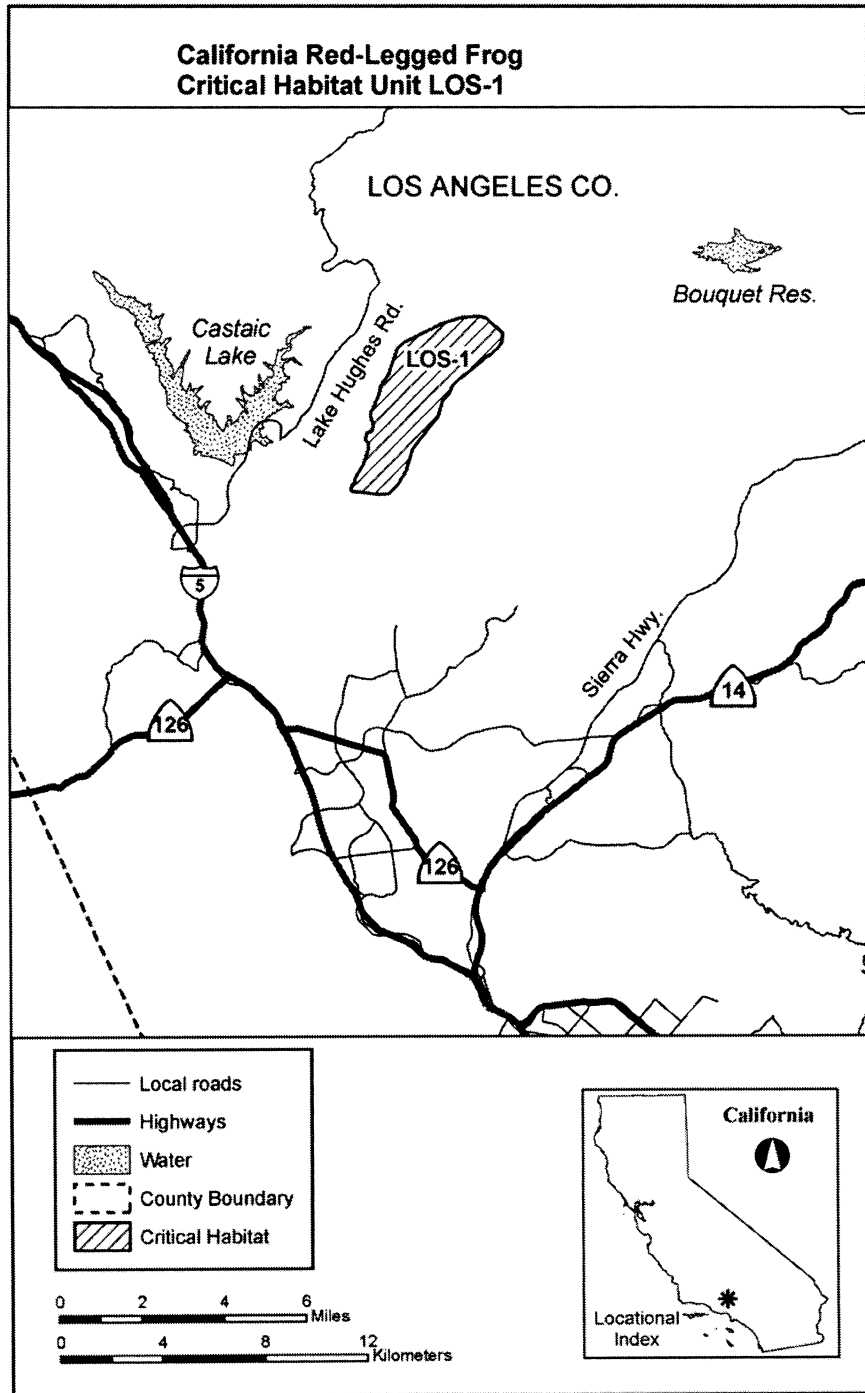 California Red-Legged Frog
Critical Habitat Unit LOS-1
LOS ANGELES CO.
Bouquet Res.
Castaic
Lake
Lake Hughes Rd.
LOS-1
5
Sierra Hwy.
14
126
126
Local roads
Highways
Water
County Boundary
Critical Habitat
0 2 4 6
Miles
0 4 8 12
Kilometers
California
Locational
Index